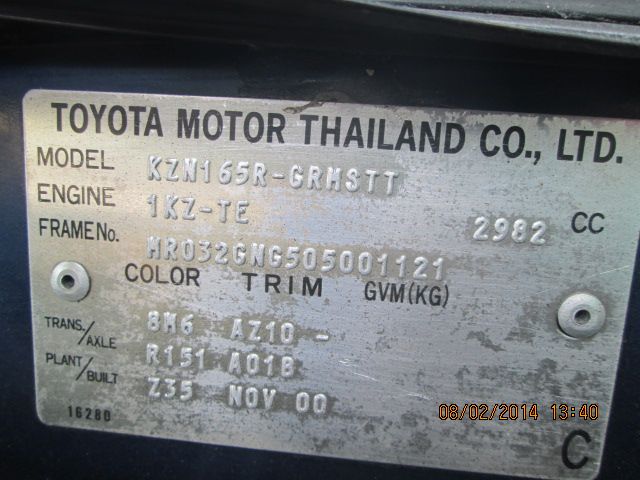 TOYOTA MOTOR THAILAND CO., LTD.
MODEL KZN165R-GRMSTT
ENGINE 1KZ-TE 2982 CC
FRAME No. MR032GNG505001121
COLOR TRIM GVM(KG)
8M6 AZ10 -
TRANS./AXLE R151 A01B
PLANT/BUILT Z35 NOV 00
16280
C
08/02/2014 13:40